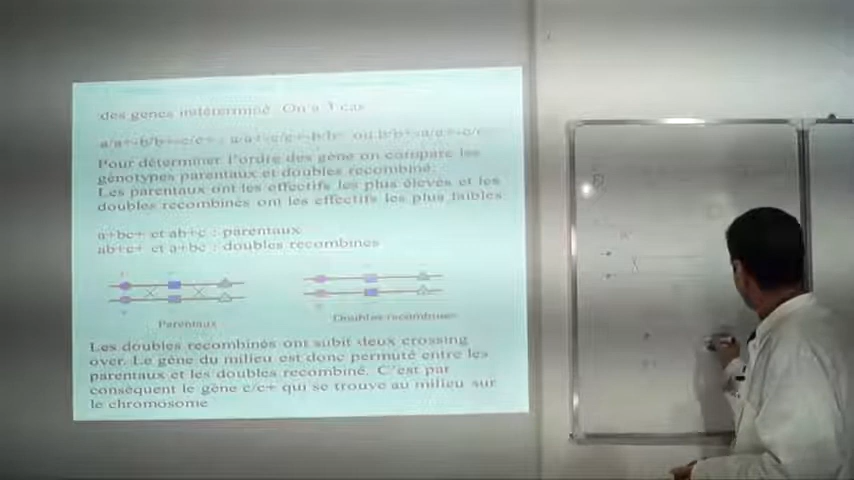 des gènes indéterminé. On a 3 cas
a/a+-b/b+-c/c+ ; a/a+-c/c+-b/b+ ou b/b+-a/a+-c/c+
Pour déterminer l'ordre des gène on compare les
génotypes parentaux et doubles recombiné:
Les parentaux ont les effectifs les plus élevés et les
doubles recombinés ont les effectifs les plus faibles
a+bc+ et ab+c : parentaux
ab+c+ et a+bc : doubles recombinés
Parentaux
Doubles recombinés
Les doubles recombinés ont subit deux crossing
over. Le gène du milieu est donc permuté entre les
parentaux et les doubles recombiné. C'est par
conséquent le gène c/c+ qui se trouve au milieu sur
le chromosome